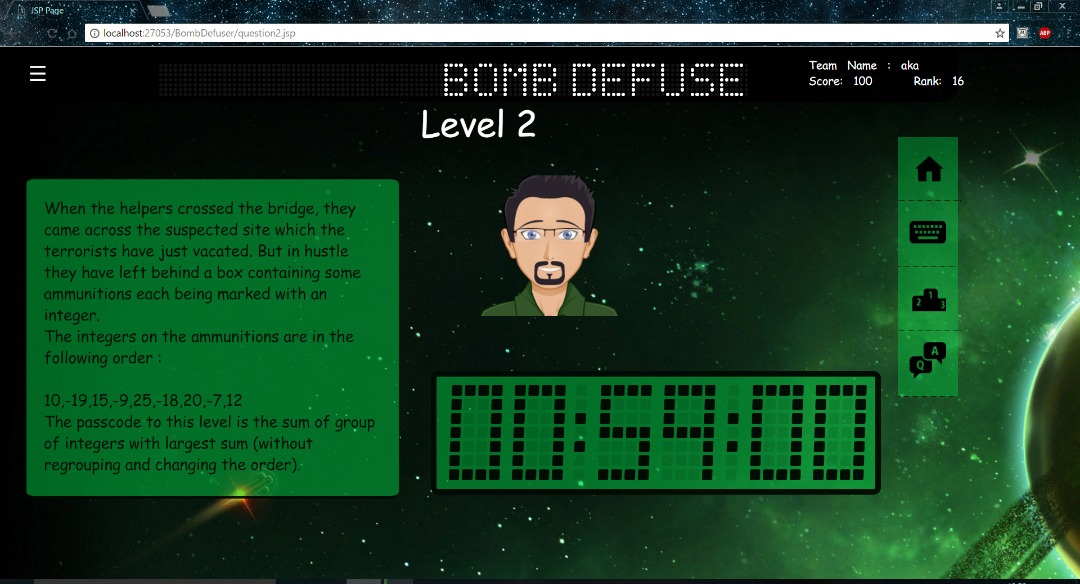 JSP Page
localhost:27053/BombDefuser/question2.jsp
ABP
BOMB DEFUSE
Team Name : aka
Score: 100 Rank: 16
Level 2
When the helpers crossed the bridge, they
came across the suspected site which the
terrorists have just vacated. But in hustle
they have left behind a box containing some
ammunitions each being marked with an
integer.
The integers on the ammunitions are in the
following order :
10,-19,15,-9,25,-18,20,-7,12
The passcode to this level is the sum of group
of integers with largest sum (without
regrouping and changing the order).
00:59:00
2 1 3
Q A